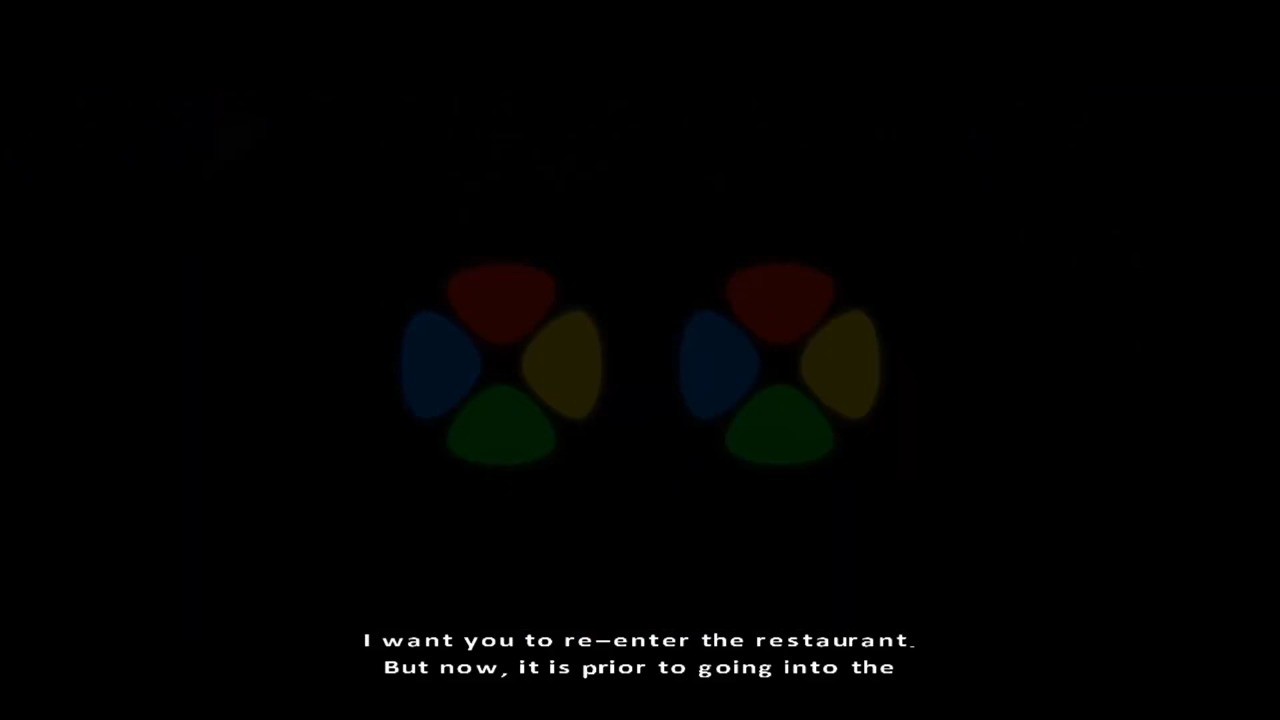 I want you to re–enter the restaurant.
But now, it is prior to going into the